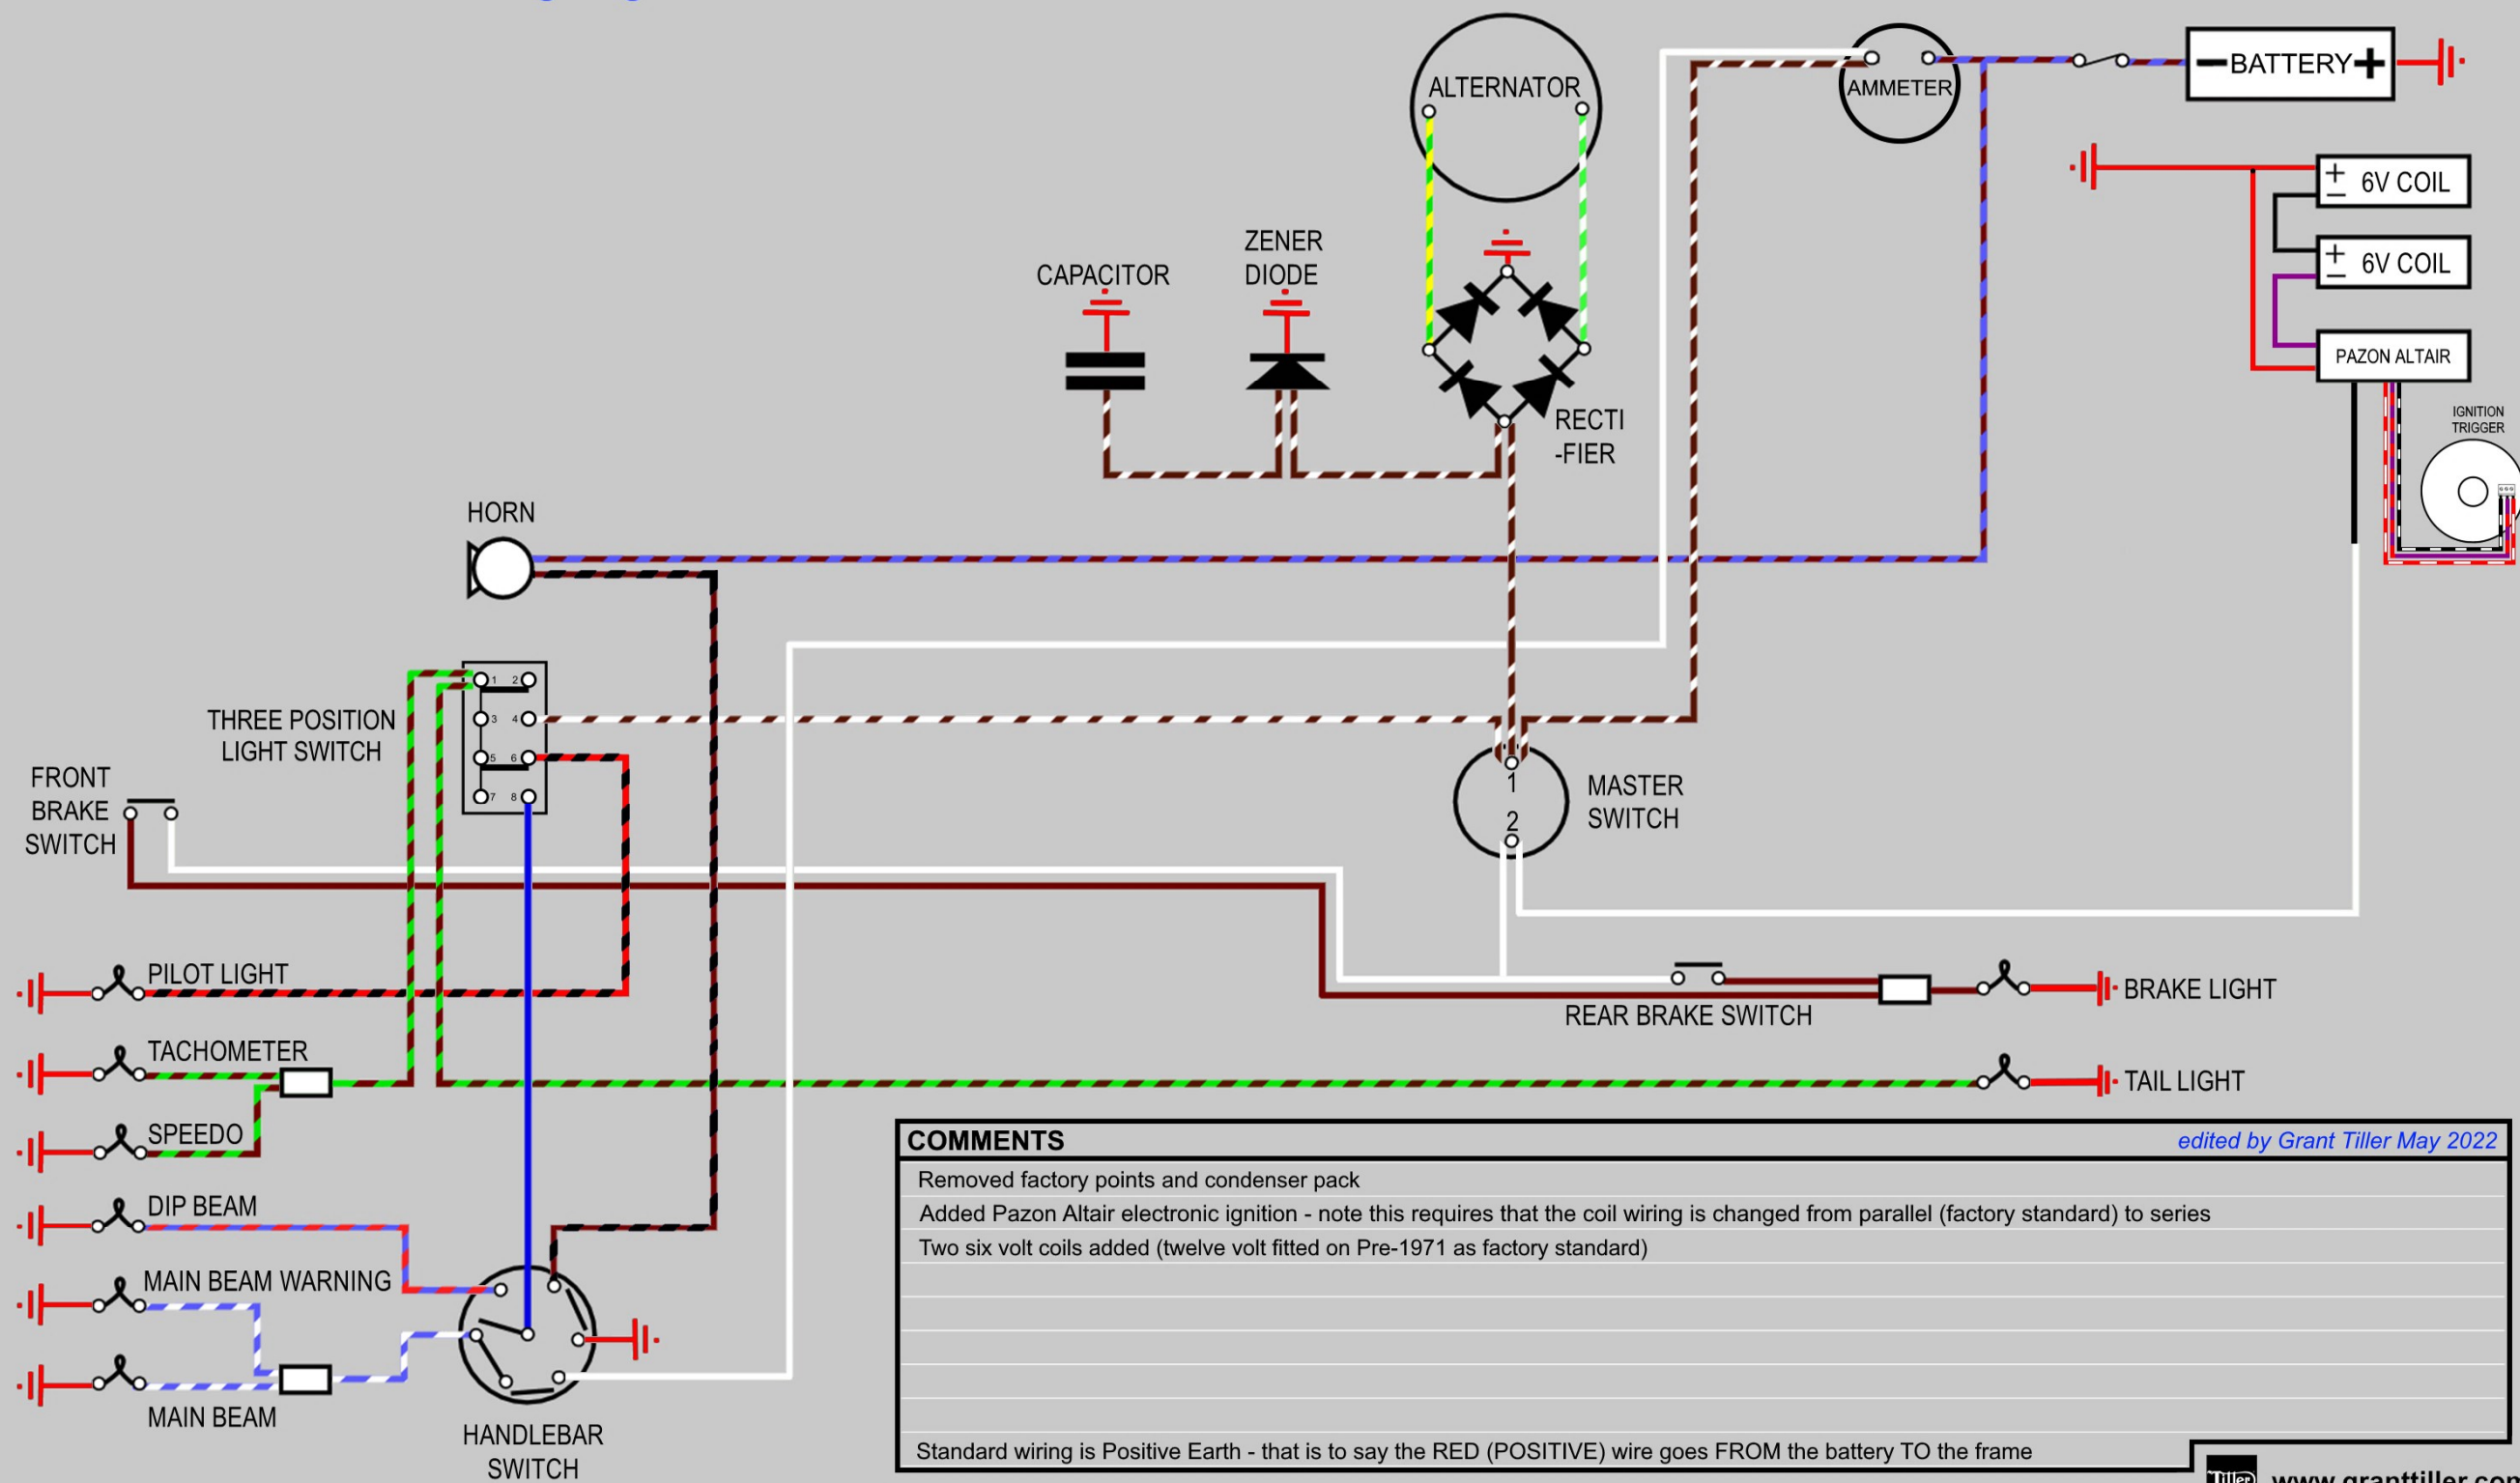 ALTERNATOR
AMMETER
BATTERY
6V COIL
6V COIL
PAZON ALTAIR
IGNITION
TRIGGER
ZENER
DIODE
CAPACITOR
RECTI
-FIER
HORN
1 2
3 4
5 6
7 8
THREE POSITION
LIGHT SWITCH
FRONT
BRAKE
SWITCH
1
2
MASTER
SWITCH
PILOT LIGHT
TACHOMETER
SPEEDO
DIP BEAM
MAIN BEAM WARNING
MAIN BEAM
HANDLEBAR
SWITCH
REAR BRAKE SWITCH
BRAKE LIGHT
TAIL LIGHT
COMMENTS
edited by Grant Tiller May 2022
Removed factory points and condenser pack
Added Pazon Altair electronic ignition - note this requires that the coil wiring is changed from parallel (factory standard) to series
Two six volt coils added (twelve volt fitted on Pre-1971 as factory standard)
Standard wiring is Positive Earth - that is to say the RED (POSITIVE) wire goes FROM the battery TO the frame
Tiller